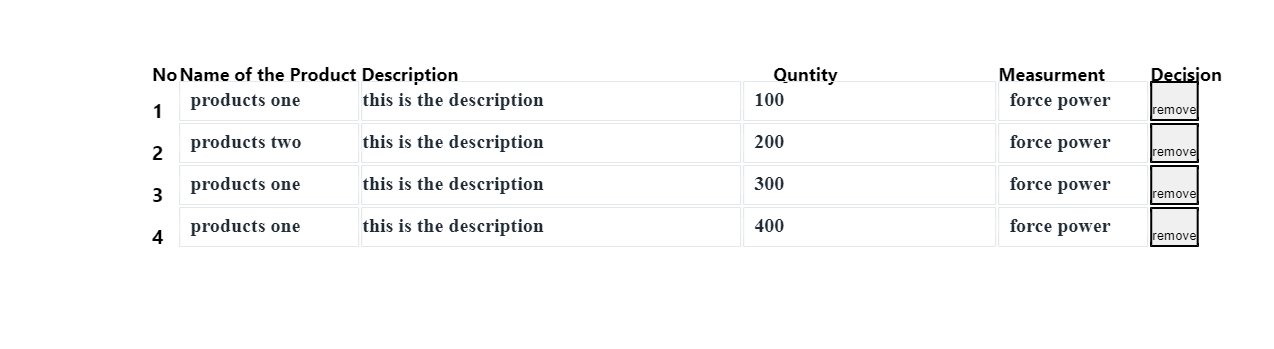 No Name of the Product Description Quntity Measurment Decision
1 products one this is the description 100 force power remove
2 products two this is the description 200 force power remove
3 products one this is the description 300 force power remove
4 products one this is the description 400 force power remove